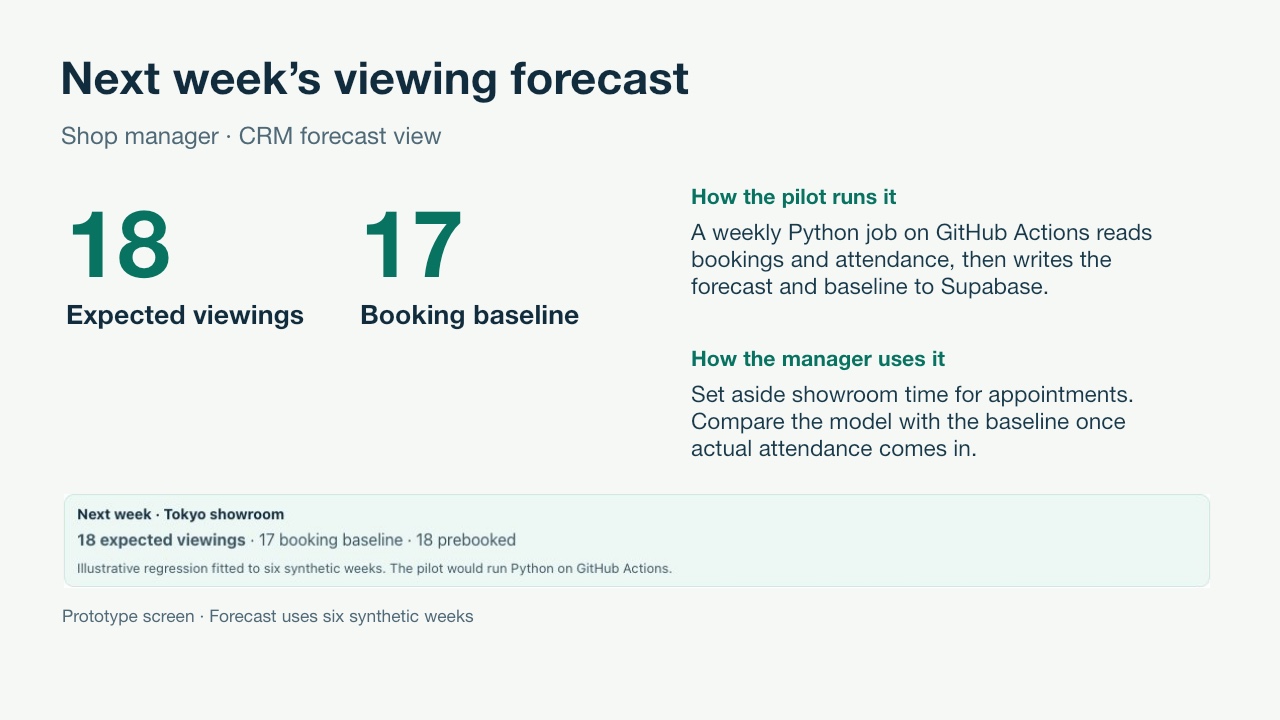 Next week’s viewing forecast
Shop manager · CRM forecast view
18
Expected viewings
17
Booking baseline
How the pilot runs it
A weekly Python job on GitHub Actions reads
bookings and attendance, then writes the
forecast and baseline to Supabase.
How the manager uses it
Set aside showroom time for appointments.
Compare the model with the baseline once
actual attendance comes in.
Next week · Tokyo showroom
18 expected viewings · 17 booking baseline · 18 prebooked
Illustrative regression fitted to six synthetic weeks. The pilot would run Python on GitHub Actions.
Prototype screen · Forecast uses six synthetic weeks